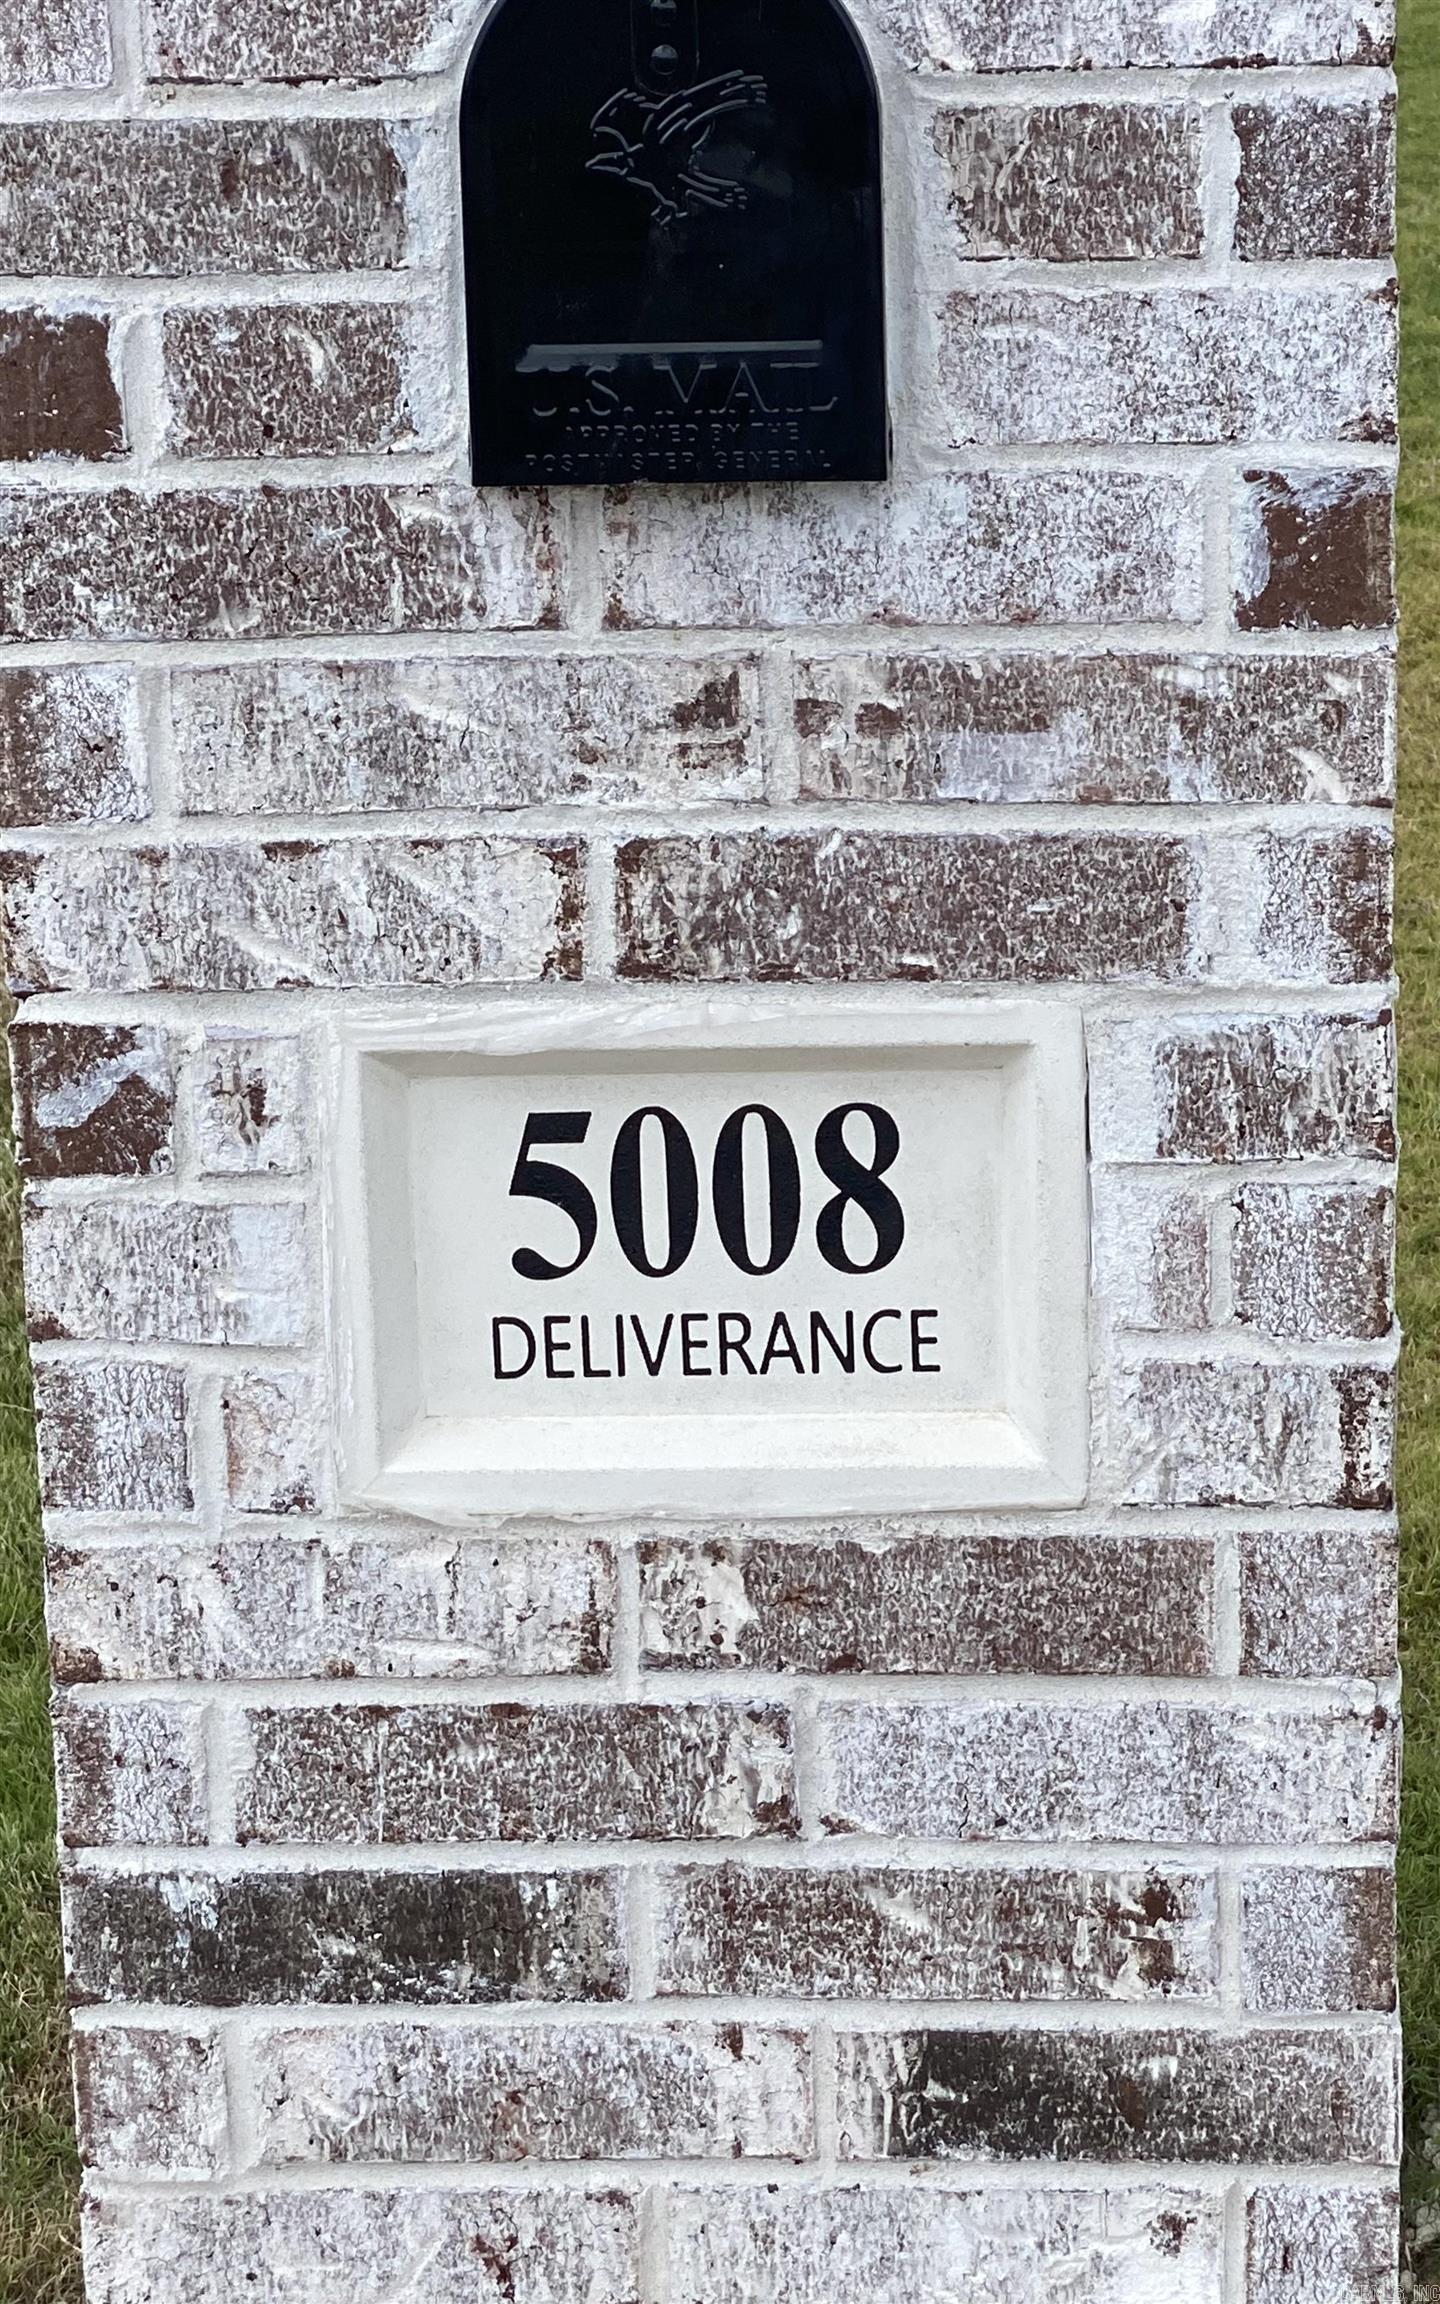 U.S. MAIL
APPROVED BY THE
POSTMASTER GENERAL
5008
DELIVERANCE